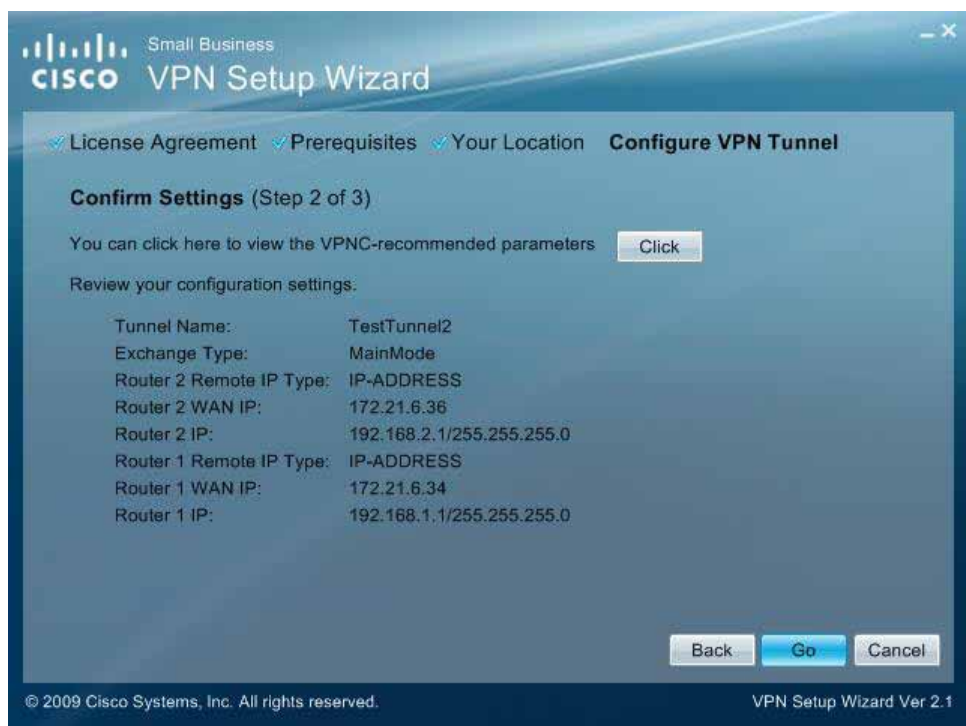 Small Business
CISCO VPN Setup Wizard
License Agreement Prerequisites Your Location Configure VPN Tunnel
Confirm Settings (Step 2 of 3)
You can click here to view the VPNC-recommended parameters Click
Review your configuration settings.
Tunnel Name: TestTunnel2
Exchange Type: MainMode
Router 2 Remote IP Type: IP-ADDRESS
Router 2 WAN IP: 172.21.6.36
Router 2 IP: 192.168.2.1/255.255.255.0
Router 1 Remote IP Type: IP-ADDRESS
Router 1 WAN IP: 172.21.6.34
Router 1 IP: 192.168.1.1/255.255.255.0
Back Go Cancel
© 2009 Cisco Systems, Inc. All rights reserved. VPN Setup Wizard Ver 2.1